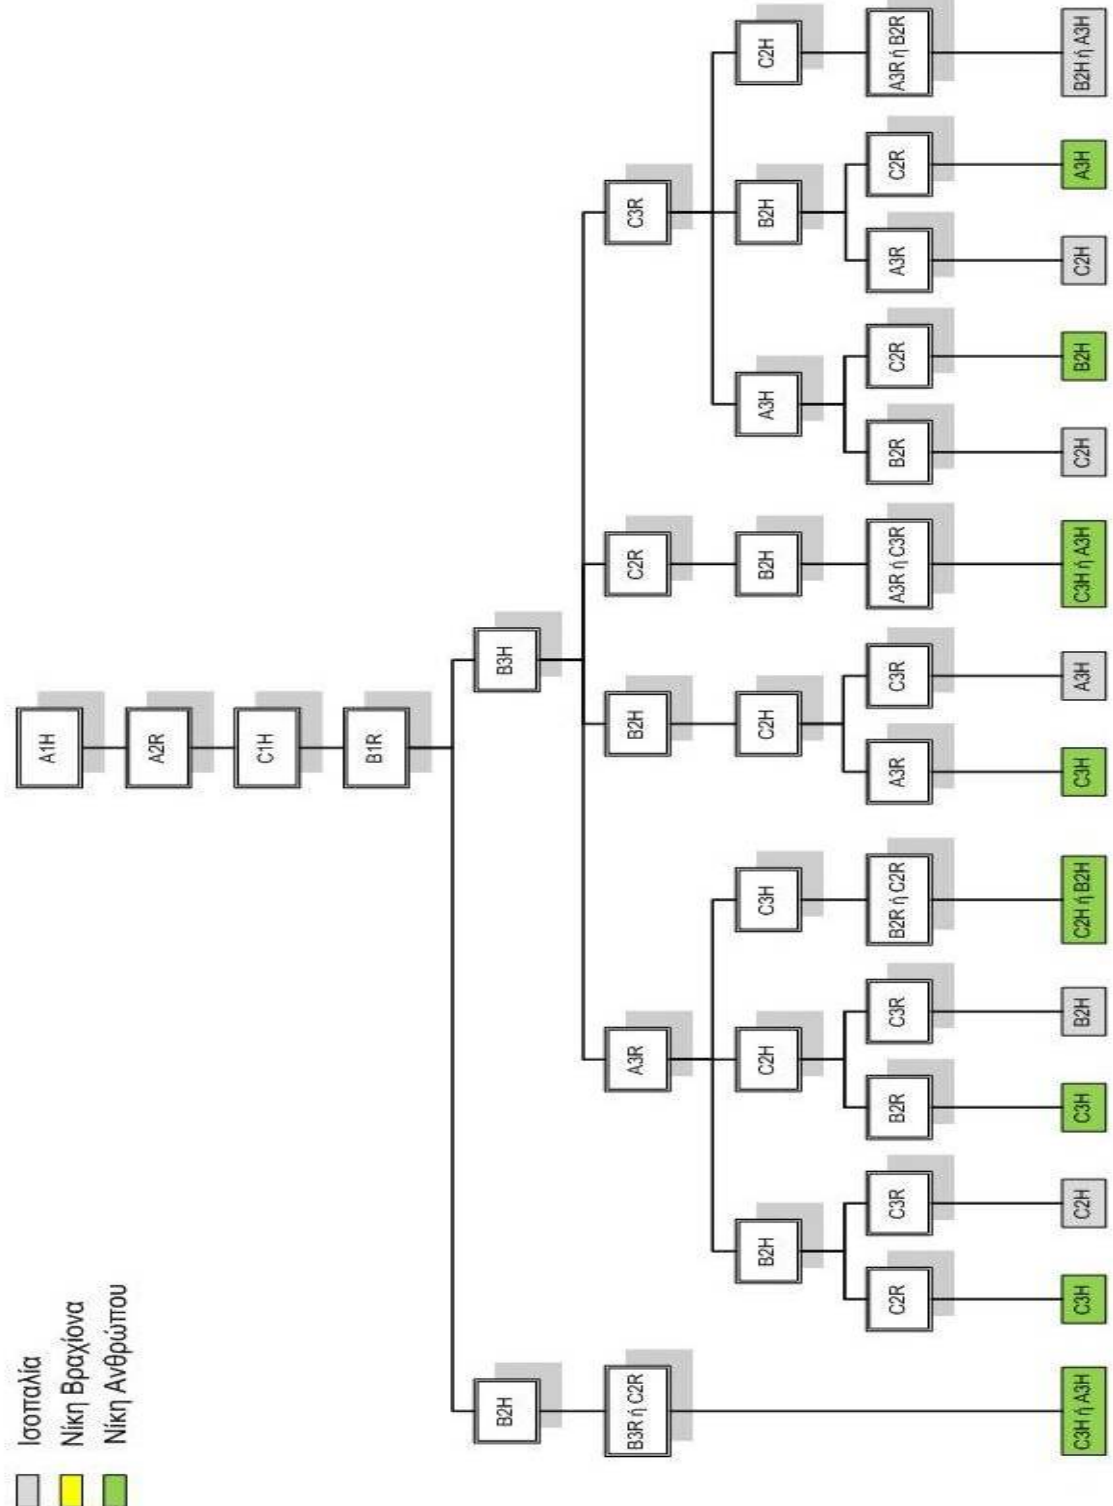 Ισοπαλία
Νίκη Βραχίονα
Νίκη Ανθρώπου
A1H
A2R
C1H
B1R
B2H
B3H
B3R ή C2R
A3R
B2H
C2R
C3R
B2H
C2H
C3H
C2H
B2H
A3H
B2H
C2H
C2R
C3R
B2R
C3R
B2R ή C2R
A3R
C3R
A3R ή C3R
B2R
C2R
A3R
C2R
A3R ή B2R
C3H ή A3H
C3H
C2H
C3H
B2H
C2H ή B2H
C3H
A3H
C3H ή A3H
C2H
B2H
C2H
A3H
B2H ή A3H